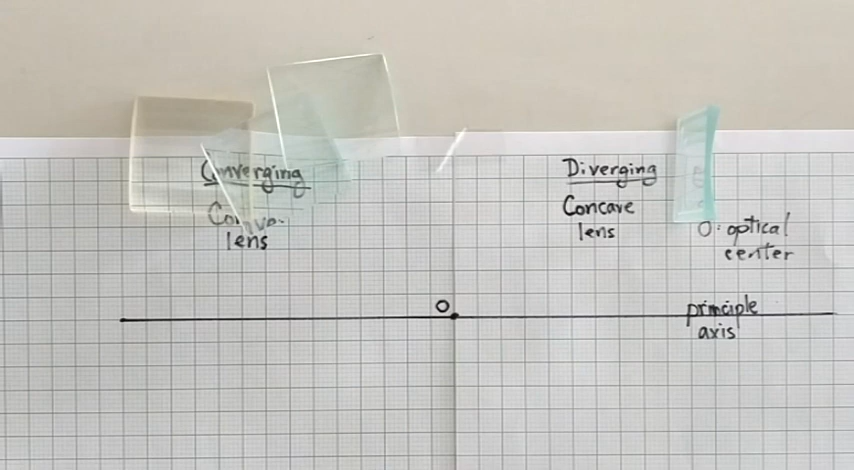 Converging
lens
Diverging
Concave
lens
O: optical
center
O
principle
axis